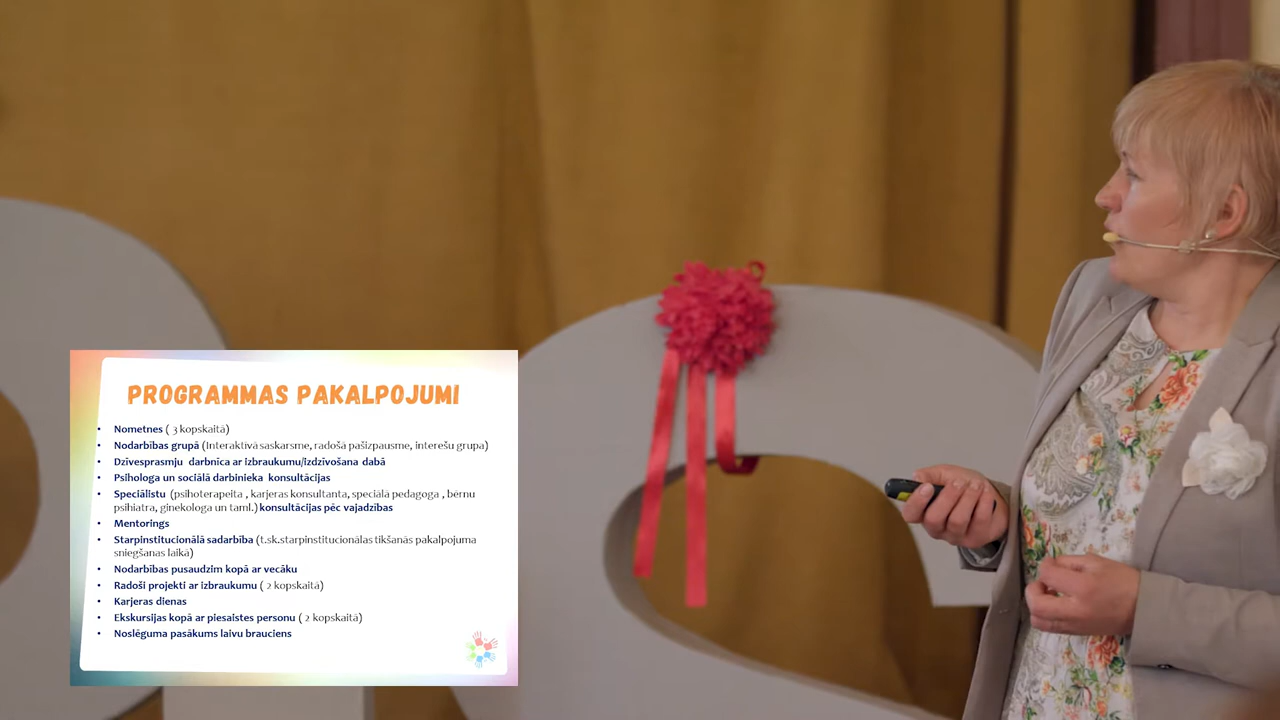 PROGRAMMAS PAKALPOJUMI
• Nometnes ( 3 kopskaitā)
• Nodarbības grupā (Interaktīvā saskarsme, radošā pašizpausme, interešu grupa)
• Dzīvesprasmju darbnīca ar izbraukumu/izdzīvošana dabā
• Psihologa un sociālā darbinieka konsultācijas
• Speciālistu (psihoterapeita , karjeras konsultanta, speciālā pedagoga , bērnu
psihiatra, ginekologa un taml.) konsultācijas pēc vajadzības
• Mentorings
• Starpinstitucionālā sadarbība (t.sk.starpinstitucionālas tikšanās pakalpojuma
sniegšanas laikā)
• Nodarbības pusaudzim kopā ar vecāku
• Radoši projekti ar izbraukumu ( 2 kopskaitā)
• Karjeras dienas
• Ekskursijas kopā ar piesaistes personu ( 2 kopskaitā)
• Noslēguma pasākums laivu brauciens